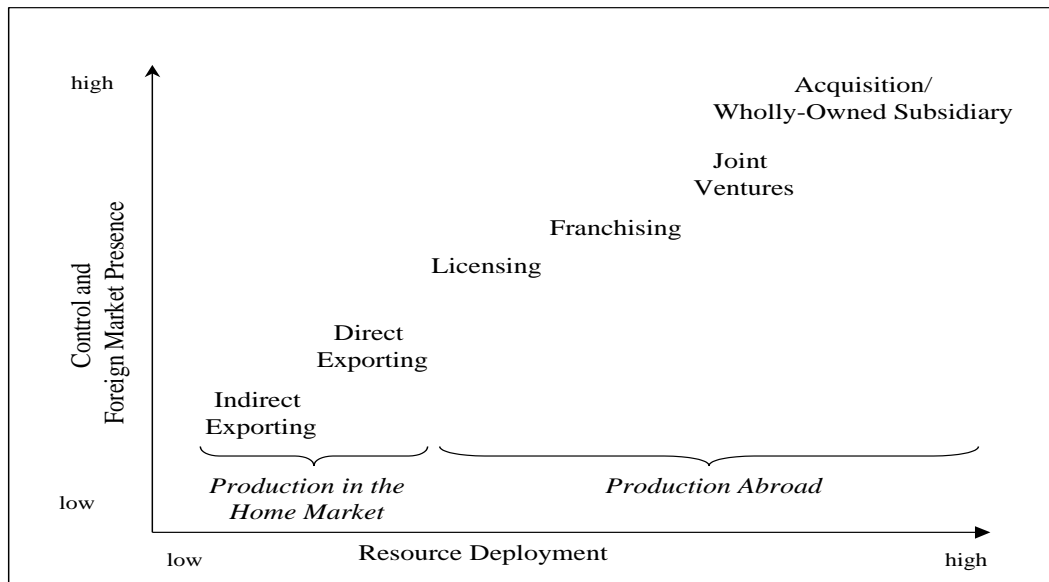 high
Acquisition/
Wholly-Owned Subsidiary
Joint
Ventures
Franchising
Licensing
Control and
Foreign Market Presence
Direct
Exporting
Indirect
Exporting
Production in the
Home Market
Production Abroad
low
low
Resource Deployment
high